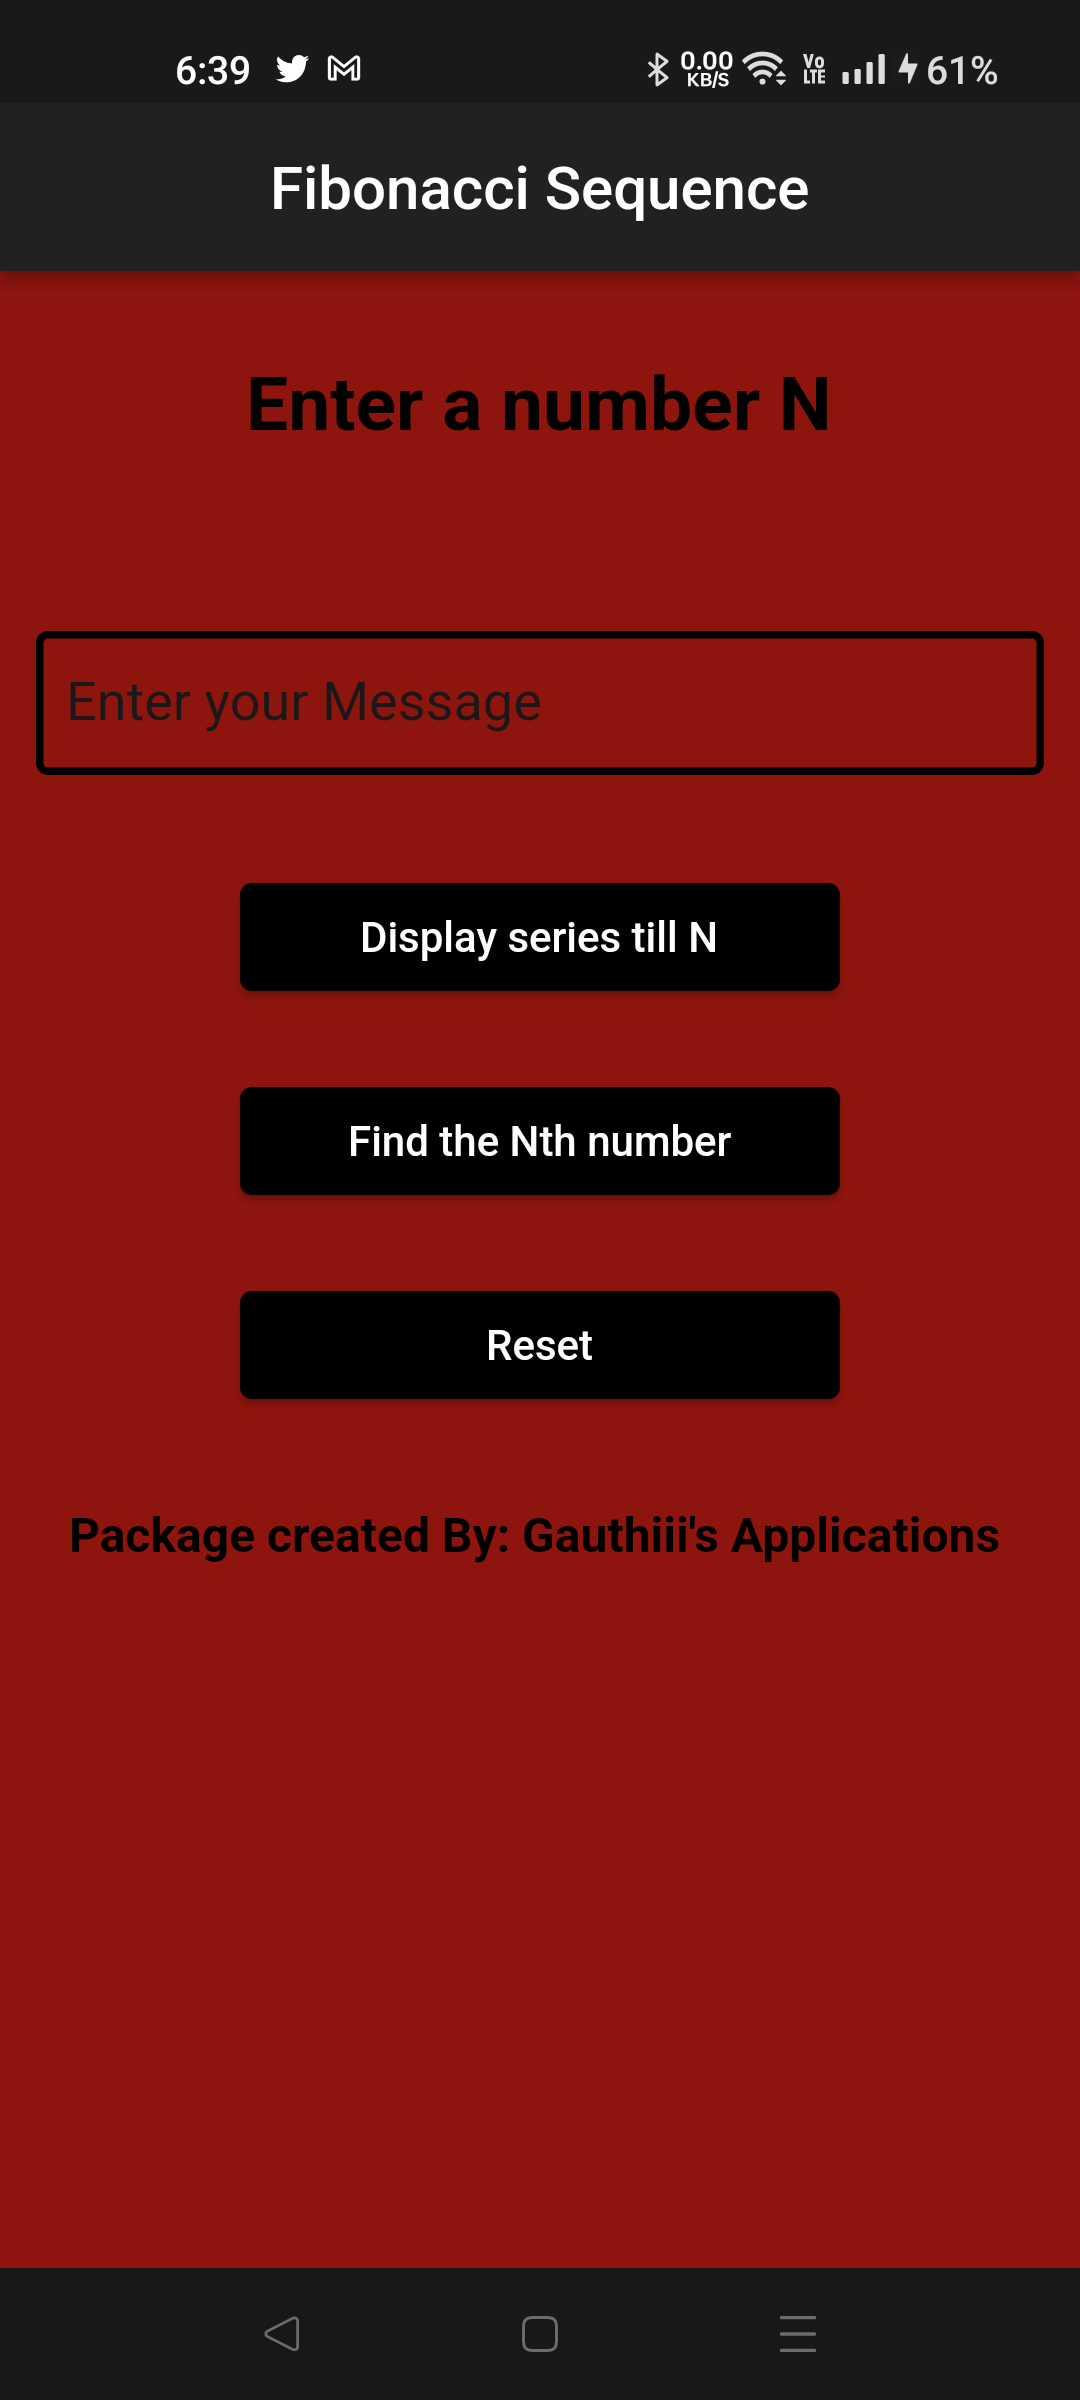 6:39 0.00 KB/S Vo LTE 61%
Fibonacci Sequence
Enter a number N
Enter your Message
Display series till N
Find the Nth number
Reset
Package created By: Gauthiii's Applications